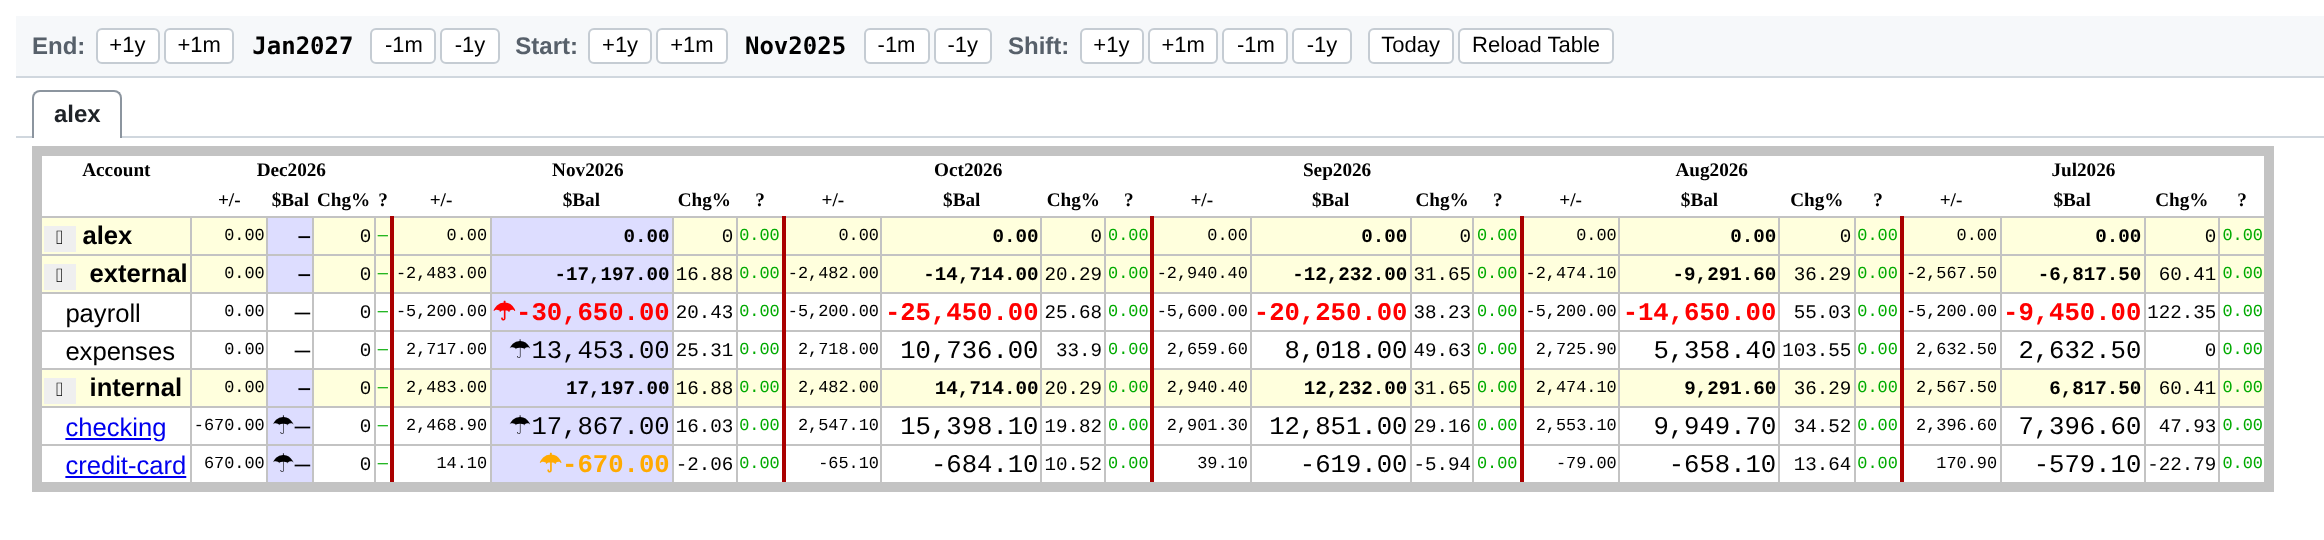 End: +1y +1m Jan2027 -1m -1y Start: +1y +1m Nov2025 -1m -1y Shift: +1y +1m -1m -1y Today Reload Table
alex
Account Dec2026 Nov2026 Oct2026 Sep2026 Aug2026 Jul2026
+/- $Bal Chg% ? +/- $Bal Chg% ? +/- $Bal Chg% ? +/- $Bal Chg% ? +/- $Bal Chg% ? +/- $Bal Chg% ?
alex 0.00 — 0 — 0.00 0.00 0 0.00 0.00 0.00 0 0.00 0.00 0.00 0 0.00 0.00 0.00 0 0.00 0.00 0.00 0 0.00
external 0.00 — 0 — -2,483.00 -17,197.00 16.88 0.00 -2,482.00 -14,714.00 20.29 0.00 -2,940.40 -12,232.00 31.65 0.00 -2,474.10 -9,291.60 36.29 0.00 -2,567.50 -6,817.50 60.41 0.00
payroll 0.00 — 0 — -5,200.00 ☂-30,650.00 20.43 0.00 -5,200.00 -25,450.00 25.68 0.00 -5,600.00 -20,250.00 38.23 0.00 -5,200.00 -14,650.00 55.03 0.00 -5,200.00 -9,450.00 122.35 0.00
expenses 0.00 — 0 — 2,717.00 ☂13,453.00 25.31 0.00 2,718.00 10,736.00 33.9 0.00 2,659.60 8,018.00 49.63 0.00 2,725.90 5,358.40 103.55 0.00 2,632.50 2,632.50 0 0.00
internal 0.00 — 0 — 2,483.00 17,197.00 16.88 0.00 2,482.00 14,714.00 20.29 0.00 2,940.40 12,232.00 31.65 0.00 2,474.10 9,291.60 36.29 0.00 2,567.50 6,817.50 60.41 0.00
checking -670.00 ☂— 0 — 2,468.90 ☂17,867.00 16.03 0.00 2,547.10 15,398.10 19.82 0.00 2,901.30 12,851.00 29.16 0.00 2,553.10 9,949.70 34.52 0.00 2,396.60 7,396.60 47.93 0.00
credit-card 670.00 ☂— 0 — 14.10 ☂-670.00 -2.06 0.00 -65.10 -684.10 10.52 0.00 39.10 -619.00 -5.94 0.00 -79.00 -658.10 13.64 0.00 170.90 -579.10 -22.79 0.00